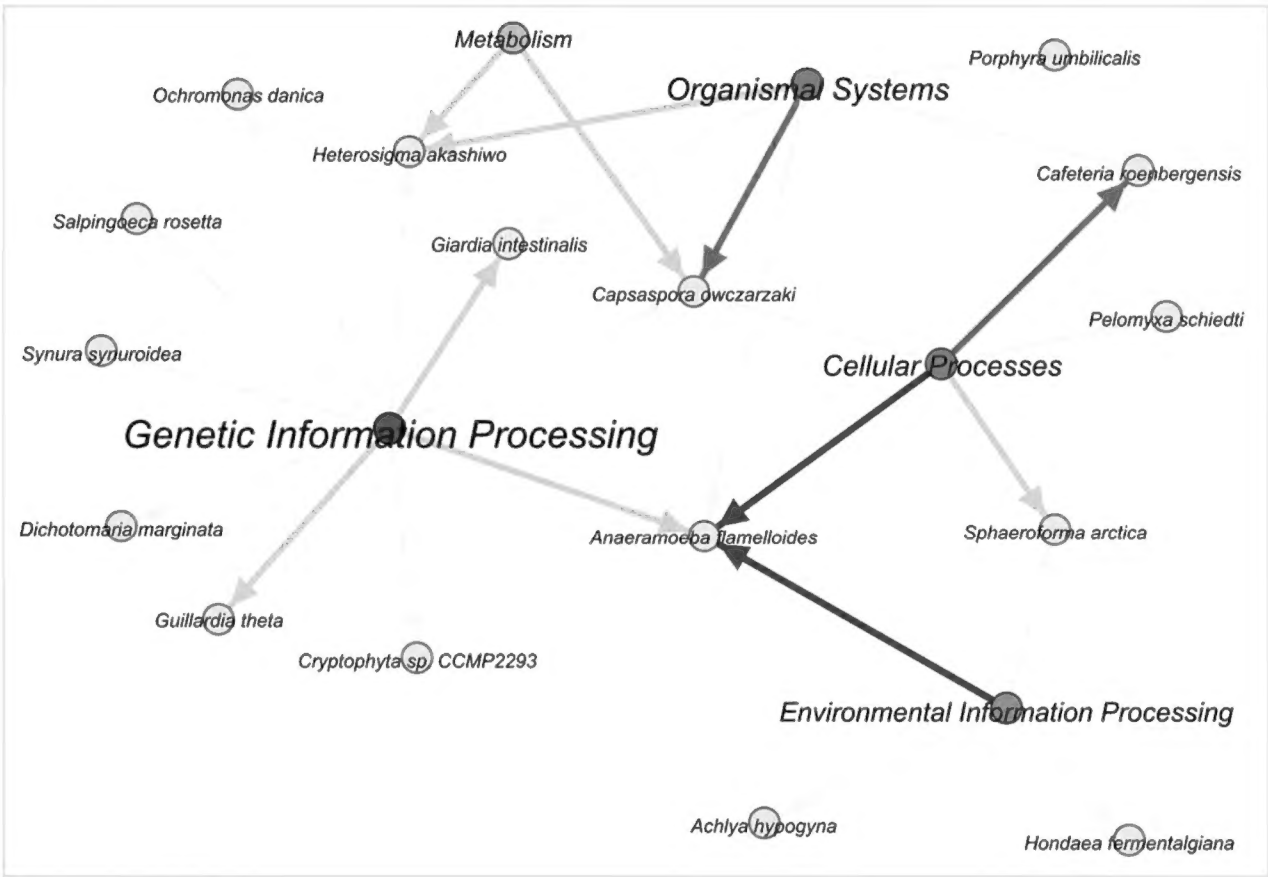 Metabolism
Porphyra umbilicalis
Organismal Systems
Ochromonas danica
Heterosigma akashiwo
Cafeteria roenbergensis
Salpingoeca rosetta
Giardia intestinalis
Capsaspora owczarzaki
Pelomyxa schiedti
Synura synuroidea
Cellular Processes
Genetic Information Processing
Dichotomaria marginata
Anaeramoeba flamelloides
Sphaeroforma arctica
Guillardia theta
Cryptophyta sp. CCMP2293
Environmental Information Processing
Achlya hypogyna
Hondaea fermentalgiana